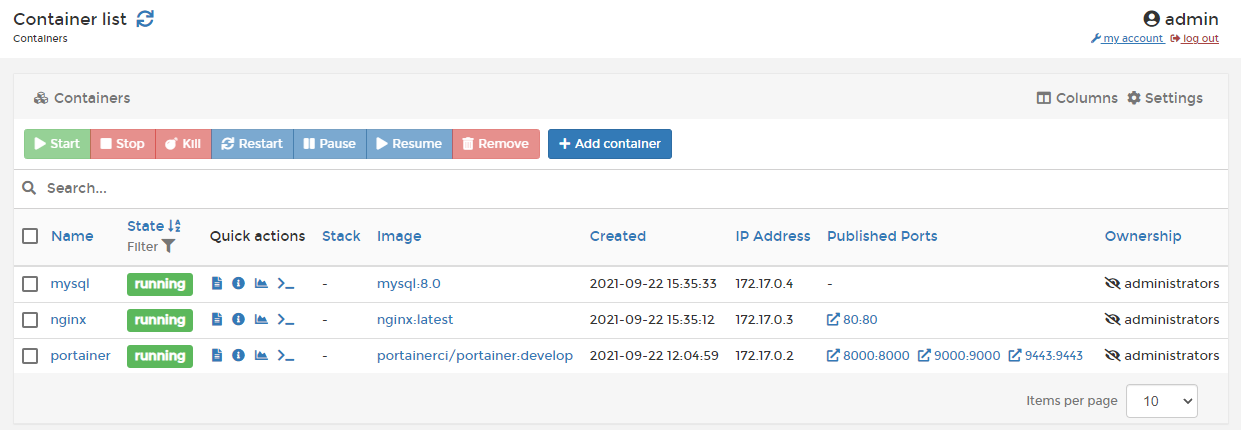 Container list
admin
Containers
my account log out
Containers
Columns Settings
Start Stop Kill Restart Pause Resume Remove Add container
Search...
Name State Filter Quick actions Stack Image Created IP Address Published Ports Ownership
mysql running - mysql:8.0 2021-09-22 15:35:33 172.17.0.4 - administrators
nginx running - nginx:latest 2021-09-22 15:35:12 172.17.0.3 80:80 administrators
portainer running - portainerci/portainer:develop 2021-09-22 12:04:59 172.17.0.2 8000:8000 9000:9000 9443:9443 administrators
Items per page 10